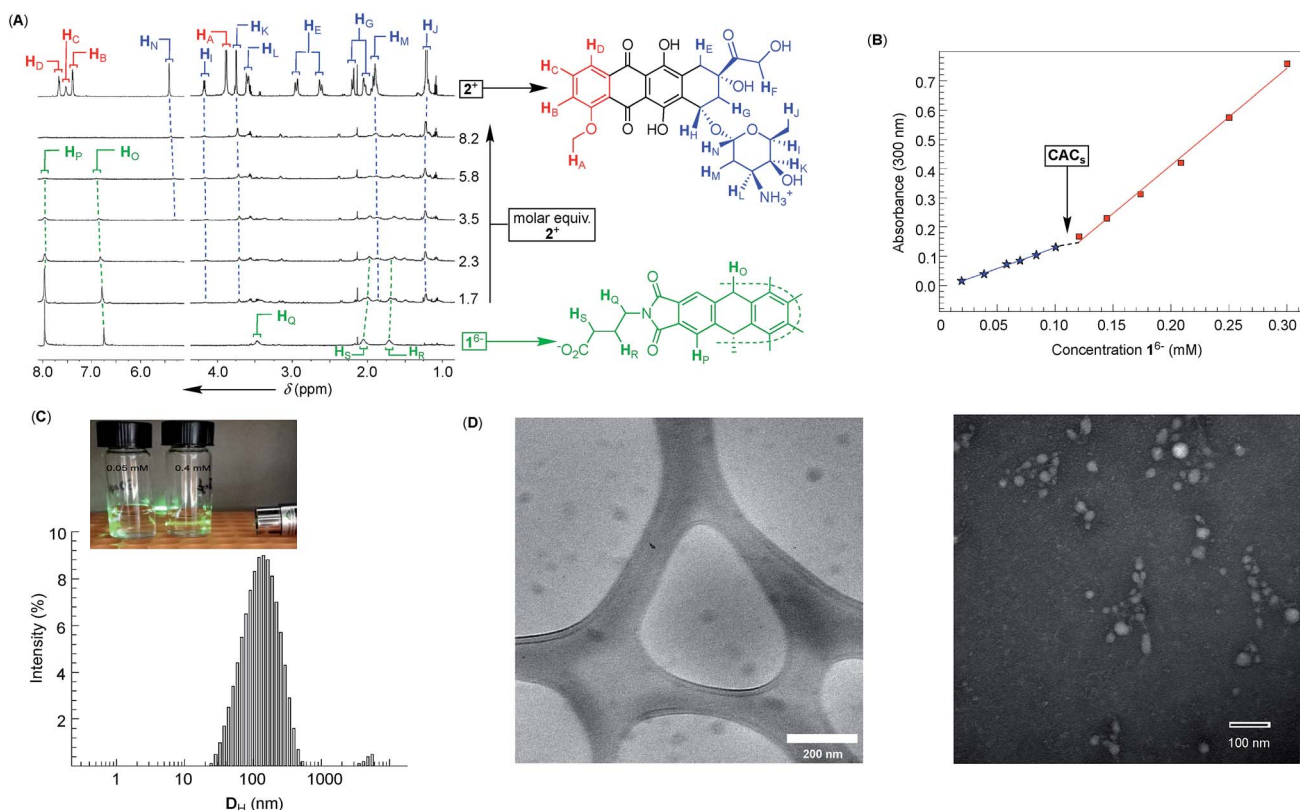 (A)
H_D
H_C
H_B
H_N
H_I
H_A
H_K
H_L
H_E
H_G
H_M
H_J
2⁺
8.2
5.8
3.5
2.3
1.7
molar equiv.
2⁺
H_P
H_O
H_Q
H_S
H_R
1⁶⁻
8.0 7.0 6.0 4.0 3.0 2.0 1.0
δ (ppm)
H_D
H_C
H_B
H_A
O
O
O
OH
OH
H_E
O
OH
OH
H_F
H_G
H_H
O
H_N
H_M
H_L
O
H_J
H_I
H_K
OH
NH₃⁺
H_O
O
N
O
H_Q
H_S
H_R
⁻O₂C
H_P
(B)
Absorbance (300 nm)
0.7
0.6
0.5
0.4
0.3
0.2
0.1
0.0
CAC_s
0 0.05 0.10 0.15 0.20 0.25 0.30
Concentration 1⁶⁻ (mM)
(C)
0.05 mM
0.4 mM
Intensity (%)
10
8
6
4
2
1 10 100 1000
D_H (nm)
(D)
200 nm
100 nm